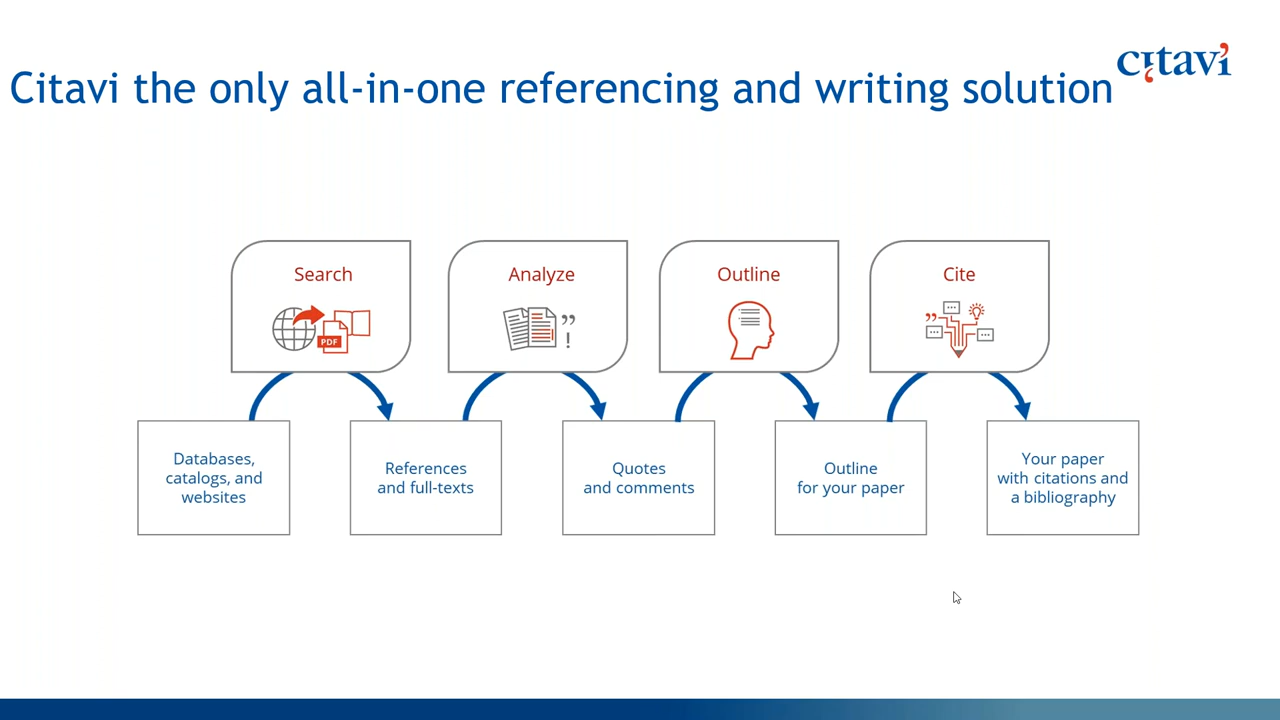 Citavi the only all-in-one referencing and writing solution
citavi
Search
Analyze
Outline
Cite
PDF
Databases,
catalogs, and
websites
References
and full-texts
Quotes
and comments
Outline
for your paper
Your paper
with citations and
a bibliography